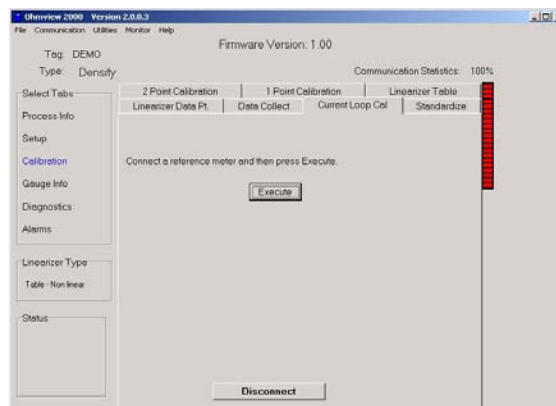 Ohmview 2000 Version 2.0.0.3
File Communication Utilities Monitor Help
Firmware Version: 1.00
Tag: DEMO
Type: Density
Communication Statistics: 100%
Select Tabs
Process Info
Setup
Calibration
Gauge Info
Diagnostics
Alarms
2 Point Calibration 1 Point Calibration Linearizer Table
Linearizer Data Pt. Data Collect Current Loop Cal Standardize
Connect a reference meter and then press Execute.
Execute
Linearizer Type
Table - Non linear
Status
Disconnect